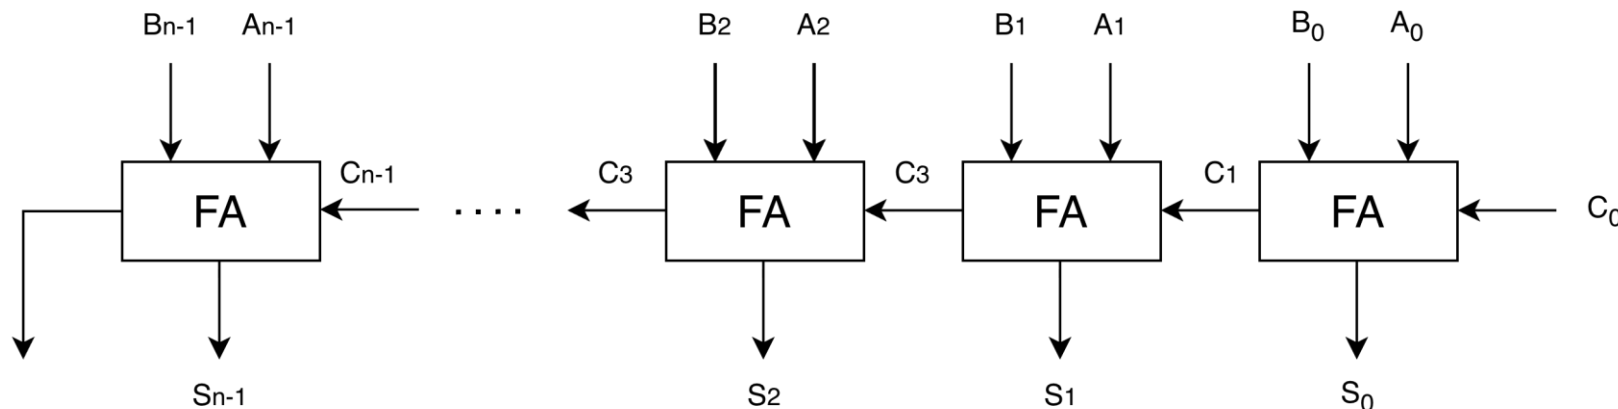 Bn-1 An-1 B2 A2 B1 A1 B0 A0
Cn-1 C3 C3 C1
FA .... FA FA FA C0
Sn-1 S2 S1 S0